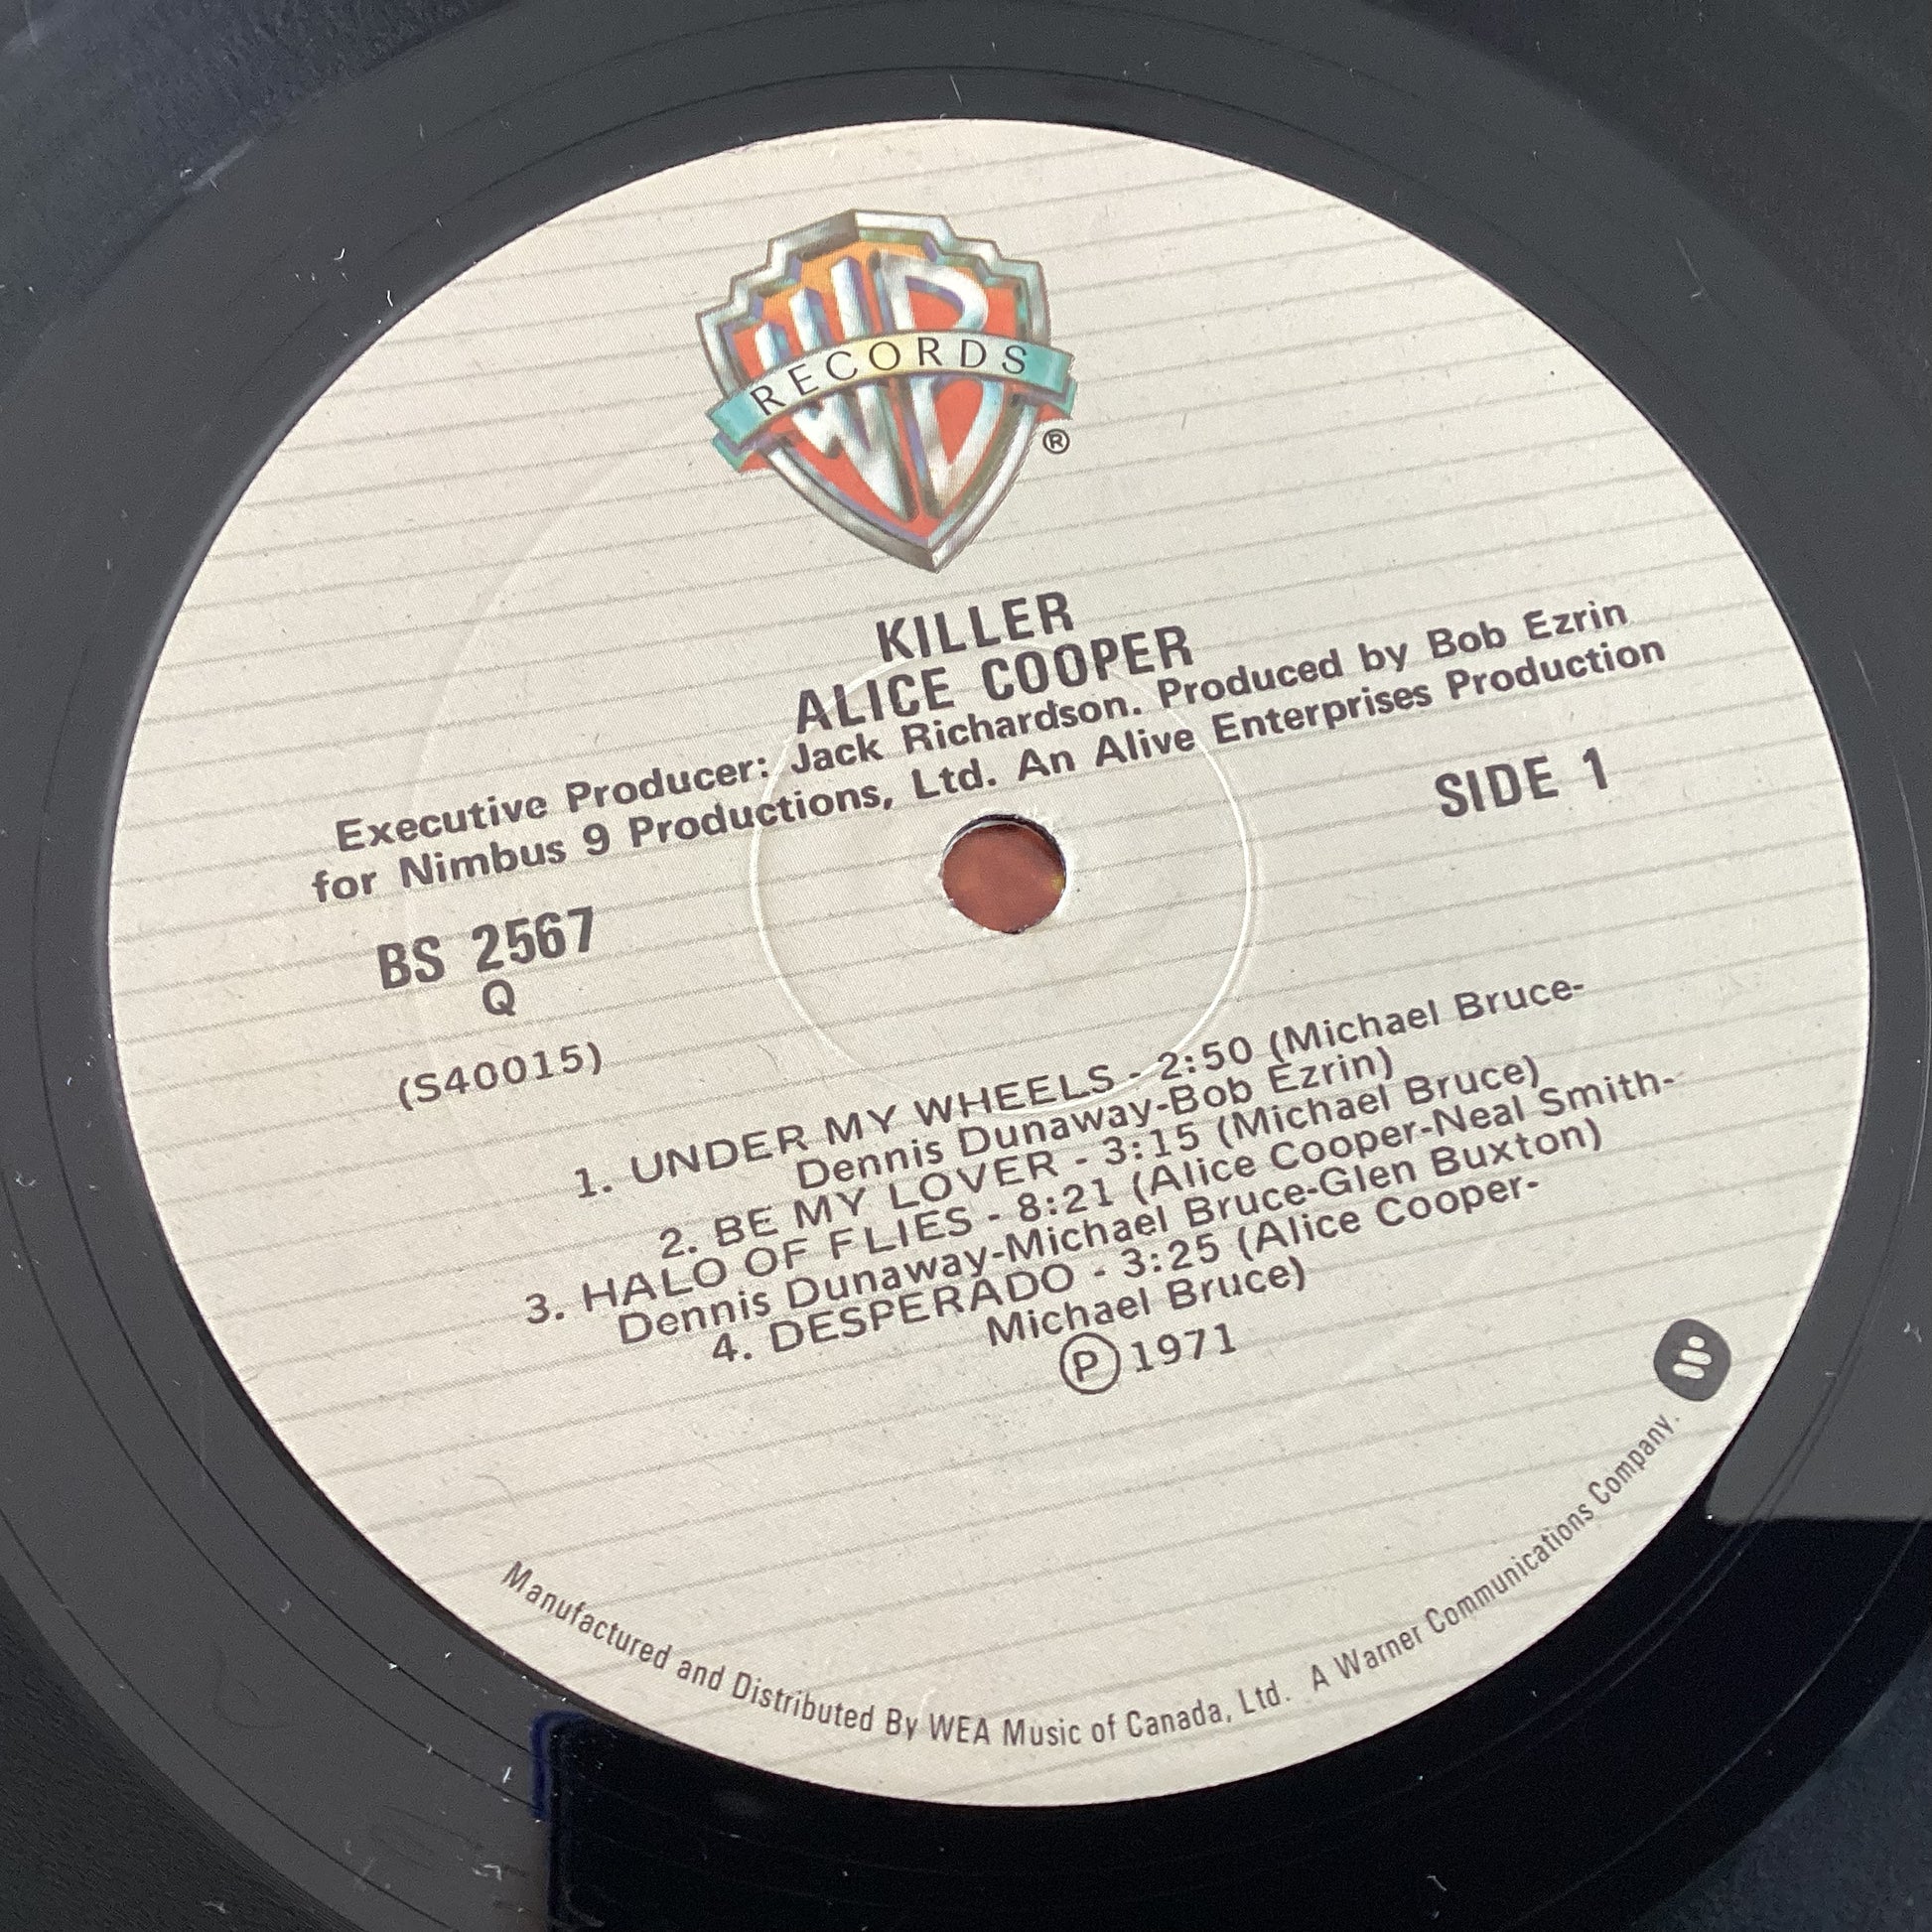 WB
RECORDS
®
KILLER
ALICE COOPER
Executive Producer: Jack Richardson. Produced by Bob Ezrin
for Nimbus 9 Productions, Ltd. An Alive Enterprises Production
SIDE 1
BS 2567
Q
(S40015)
1. UNDER MY WHEELS - 2:50 (Michael Bruce-
Dennis Dunaway-Bob Ezrin)
2. BE MY LOVER - 3:15 (Michael Bruce)
3. HALO OF FLIES - 8:21 (Alice Cooper-Neal Smith-
Dennis Dunaway-Michael Bruce-Glen Buxton)
4. DESPERADO - 3:25 (Alice Cooper-
Michael Bruce)
Ⓟ 1971
Manufactured and Distributed By WEA Music of Canada, Ltd. A Warner Communications Company.